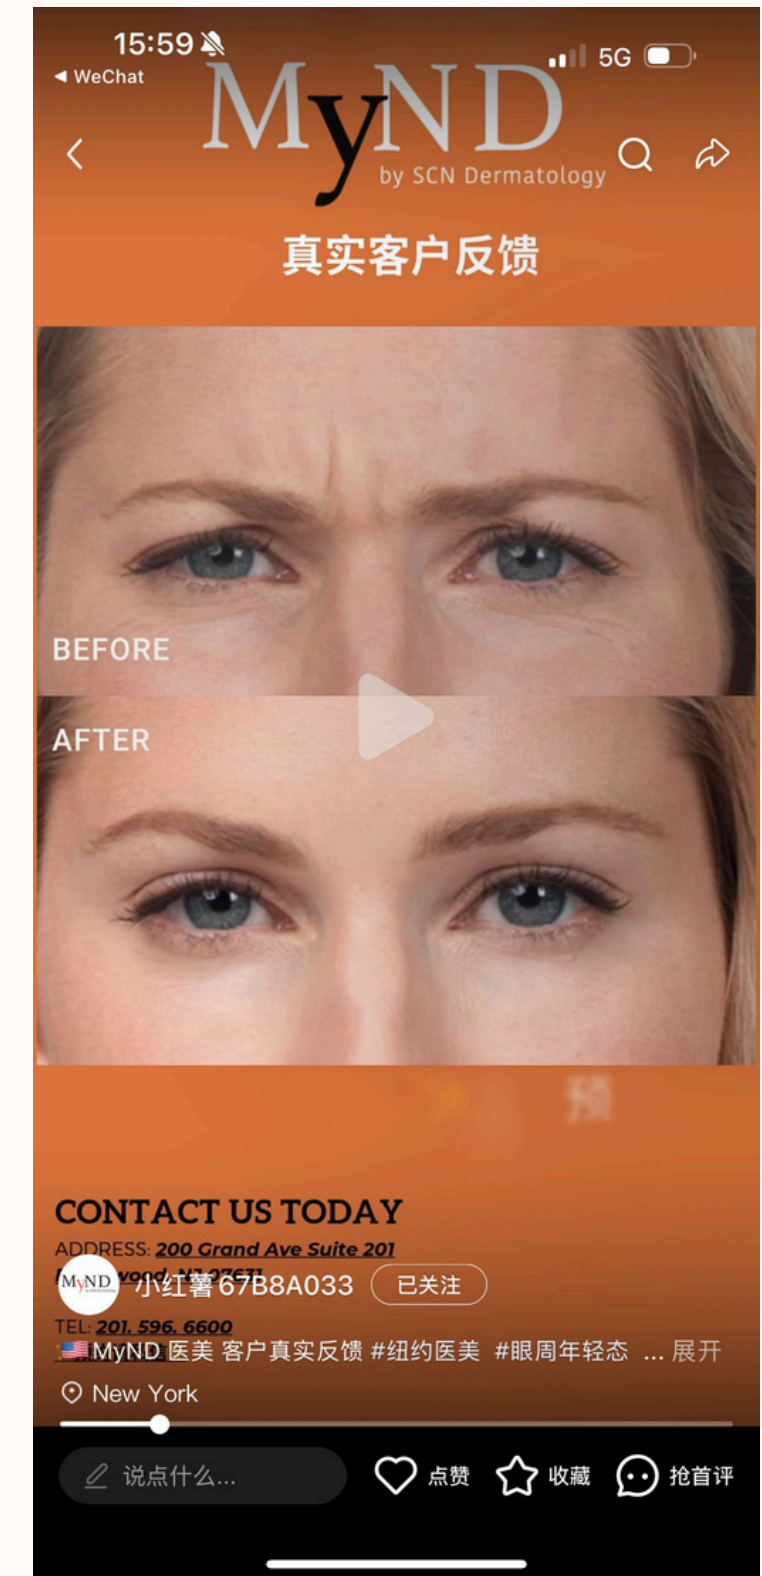 15:59
5G
◀ WeChat
MyND
by SCN Dermatology
真实客户反馈
BEFORE
AFTER
预
CONTACT US TODAY
ADDRESS: 200 Grand Ave Suite 201
NJ 07631
MyND
小红薯67B8A033
已关注
TEL: 201. 596. 6600
🇺🇸MyND 医美 客户真实反馈 #纽约医美 #眼周年轻态 ... 展开
New York
说点什么...
点赞
收藏
抢首评